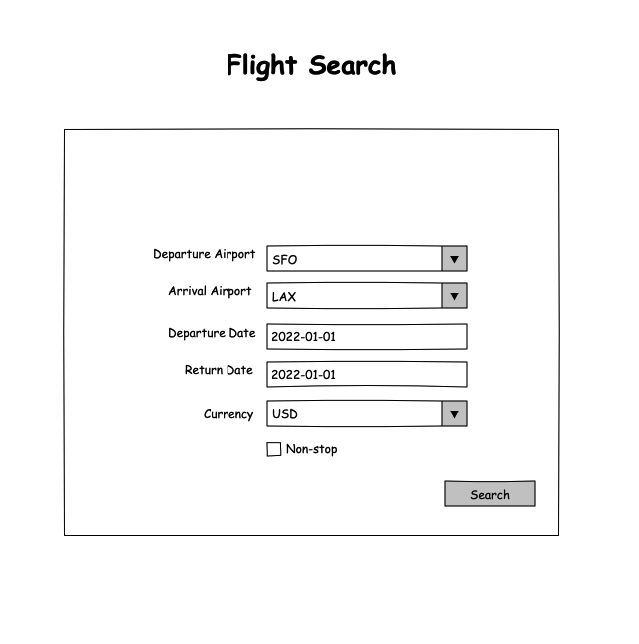 Flight Search
Departure Airport SFO
Arrival Airport LAX
Departure Date 2022-01-01
Return Date 2022-01-01
Currency USD
Non-stop
Search